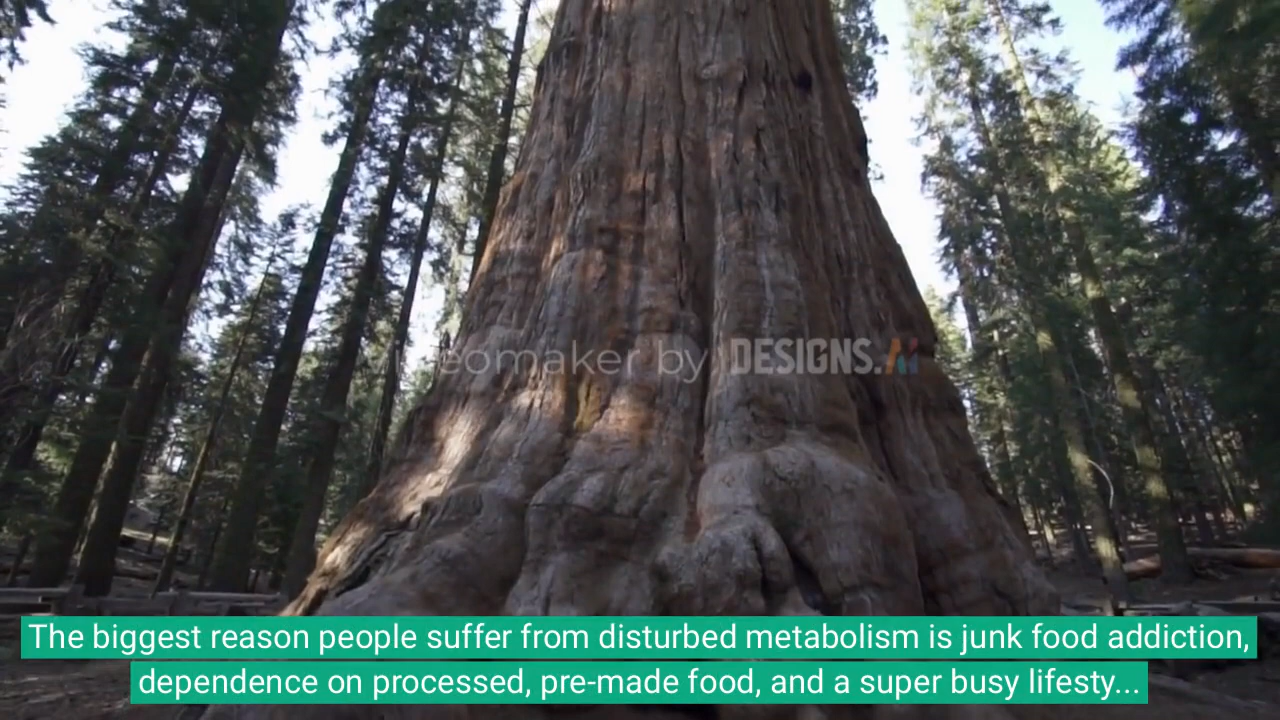 Videomaker by DESIGNS.AI
The biggest reason people suffer from disturbed metabolism is junk food addiction,
dependence on processed, pre-made food, and a super busy lifesty...